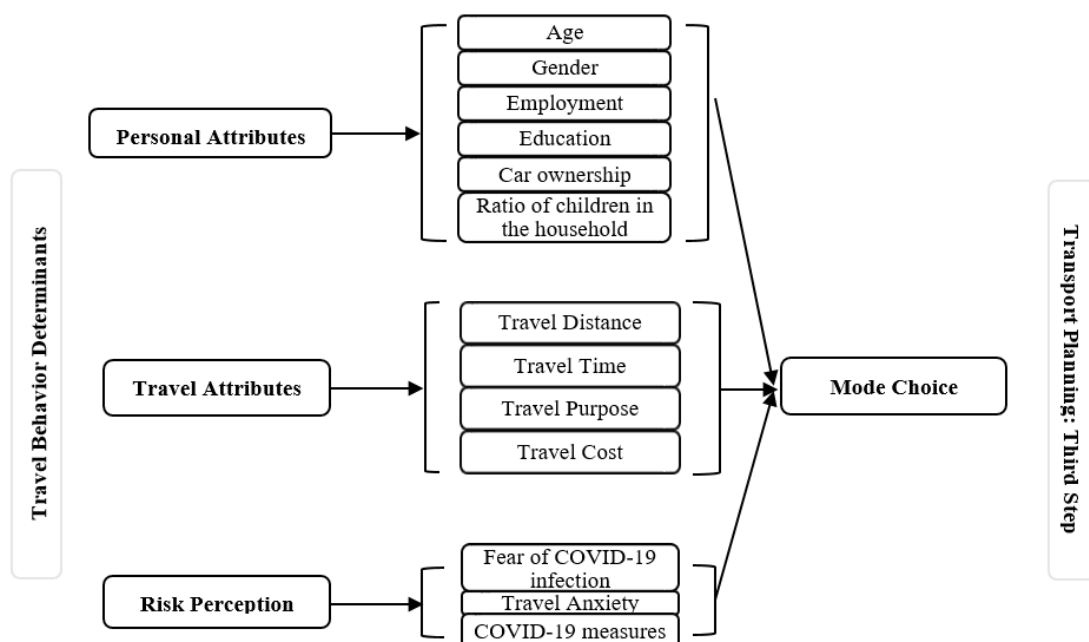 Travel Behavior Determinants
Personal Attributes
Age
Gender
Employment
Education
Car ownership
Ratio of children in
the household
Travel Attributes
Travel Distance
Travel Time
Travel Purpose
Travel Cost
Risk Perception
Fear of COVID-19
infection
Travel Anxiety
COVID-19 measures
Mode Choice
Transport Planning: Third Step